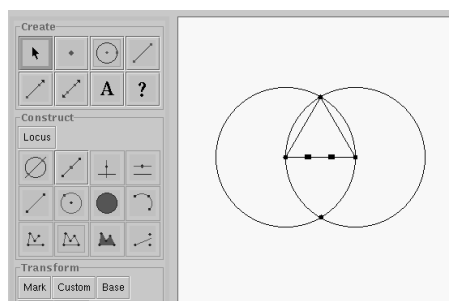 Create
A ?
Construct
Locus
Transform
Mark Custom Base